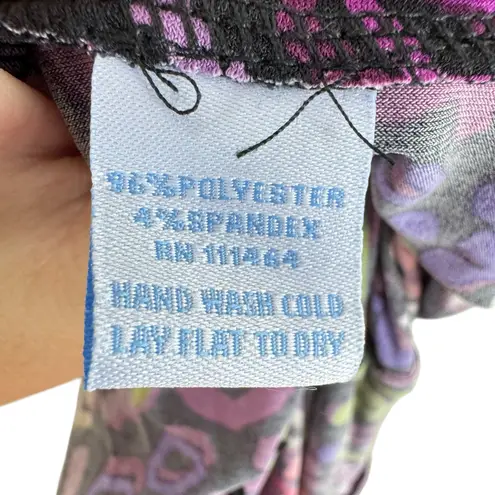 96%POLYESTER
4%SPANDEX
RN 111464
HAND WASH COLD
LAY FLAT TO DRY